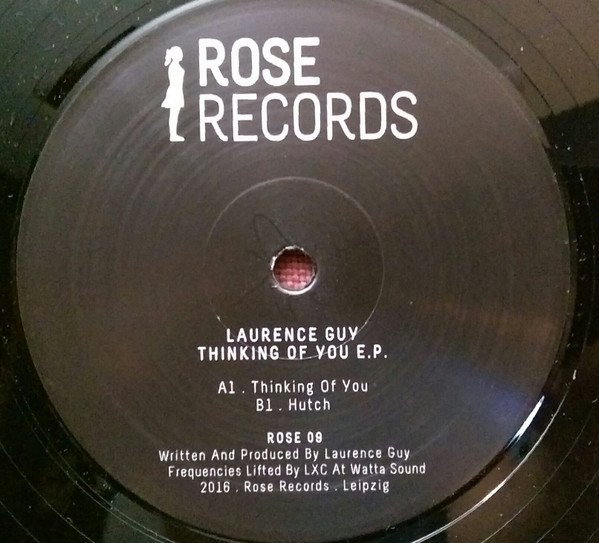 ROSE
RECORDS
LAURENCE GUY
THINKING OF YOU E.P.
A1 . Thinking Of You
B1 . Hutch
ROSE 09
Written And Produced By Laurence Guy
Frequencies Lifted By LXC At Watta Sound
2016 . Rose Records . Leipzig